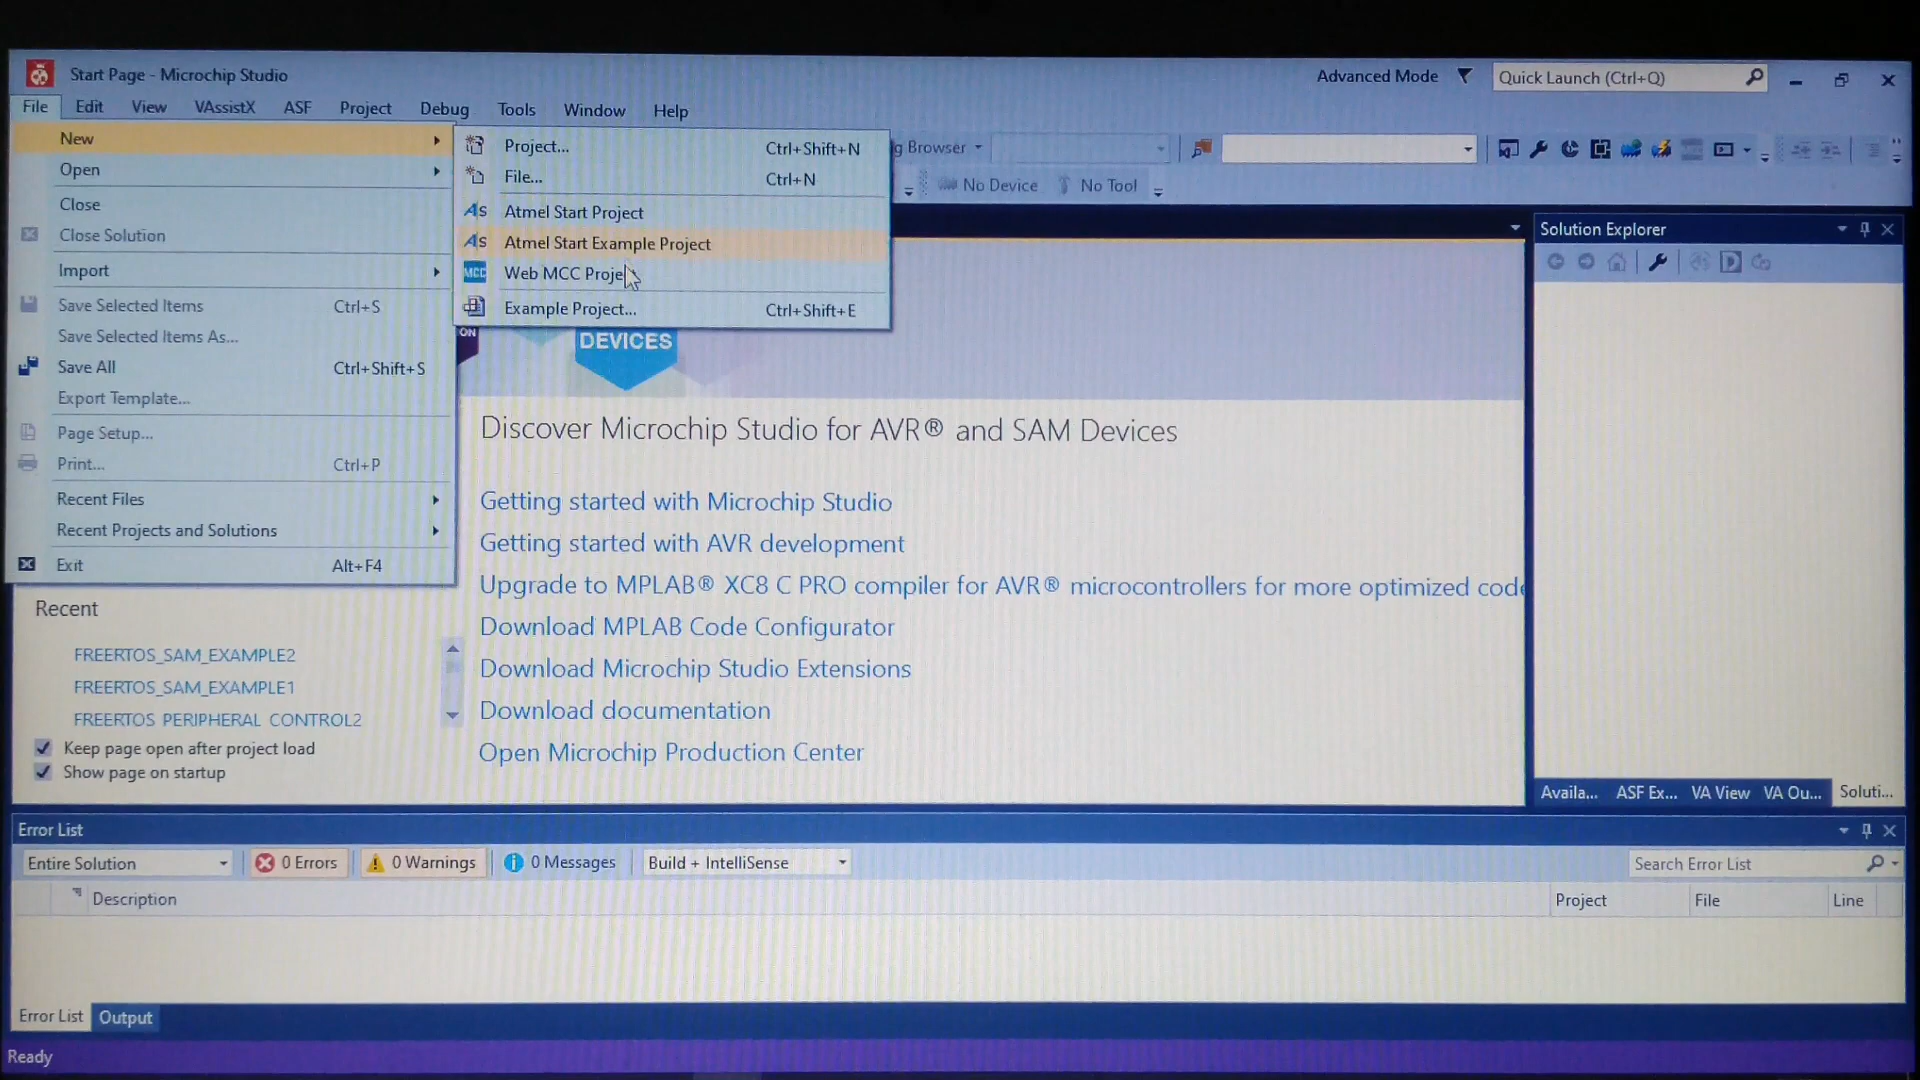 Start Page - Microchip Studio
Advanced Mode
Quick Launch (Ctrl+Q)
File Edit View VAssistX ASF Project Debug Tools Window Help
New
Project... Ctrl+Shift+N
g Browser
Open
File... Ctrl+N
No Device No Tool
Close
As Atmel Start Project
Close Solution
As Atmel Start Example Project
Solution Explorer
Import
MCC Web MCC
Save Selected Items Ctrl+S
Example Project... Ctrl+Shift+E
Save Selected Items As...
ON
DEVICES
Save All Ctrl+Shift+S
Export Template...
Page Setup...
Discover Microchip Studio for AVR® and SAM Devices
Print... Ctrl+P
Recent Files
Getting started with Microchip Studio
Recent Projects and Solutions
Getting started with AVR development
Exit Alt+F4
Upgrade to MPLAB® XC8 C PRO compiler for AVR® microcontrollers for more optimized code
Recent
Download MPLAB Code Configurator
FREERTOS_SAM_EXAMPLE2
Download Microchip Studio Extensions
FREERTOS_SAM_EXAMPLE1
Download documentation
FREERTOS PERIPHERAL CONTROL2
Keep page open after project load
Open Microchip Production Center
Show page on startup
Availa... ASF Ex... VA View VA Ou... Soluti...
Error List
Entire Solution 0 Errors 0 Warnings 0 Messages Build + IntelliSense Search Error List
Description Project File Line
Error List Output
Ready